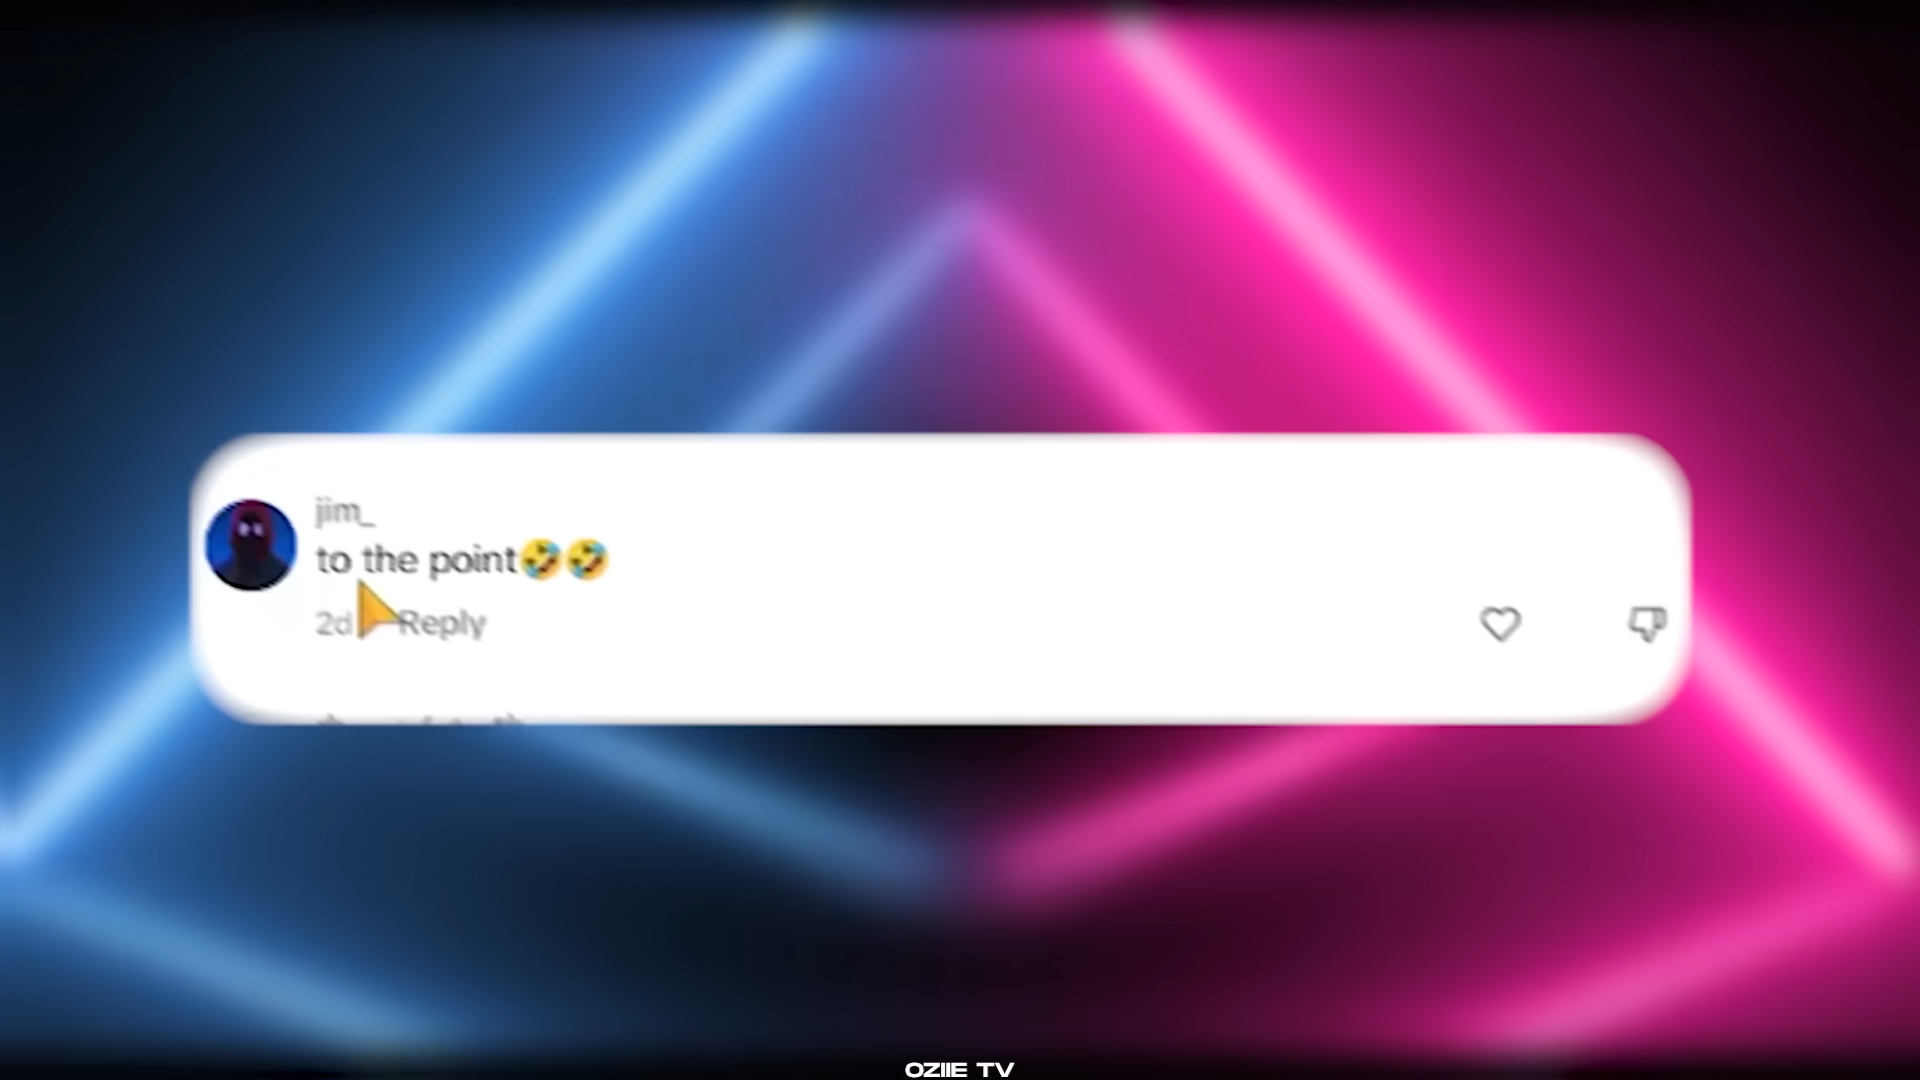 jim_
to the point🤣🤣
2d Reply
OZIIE TV